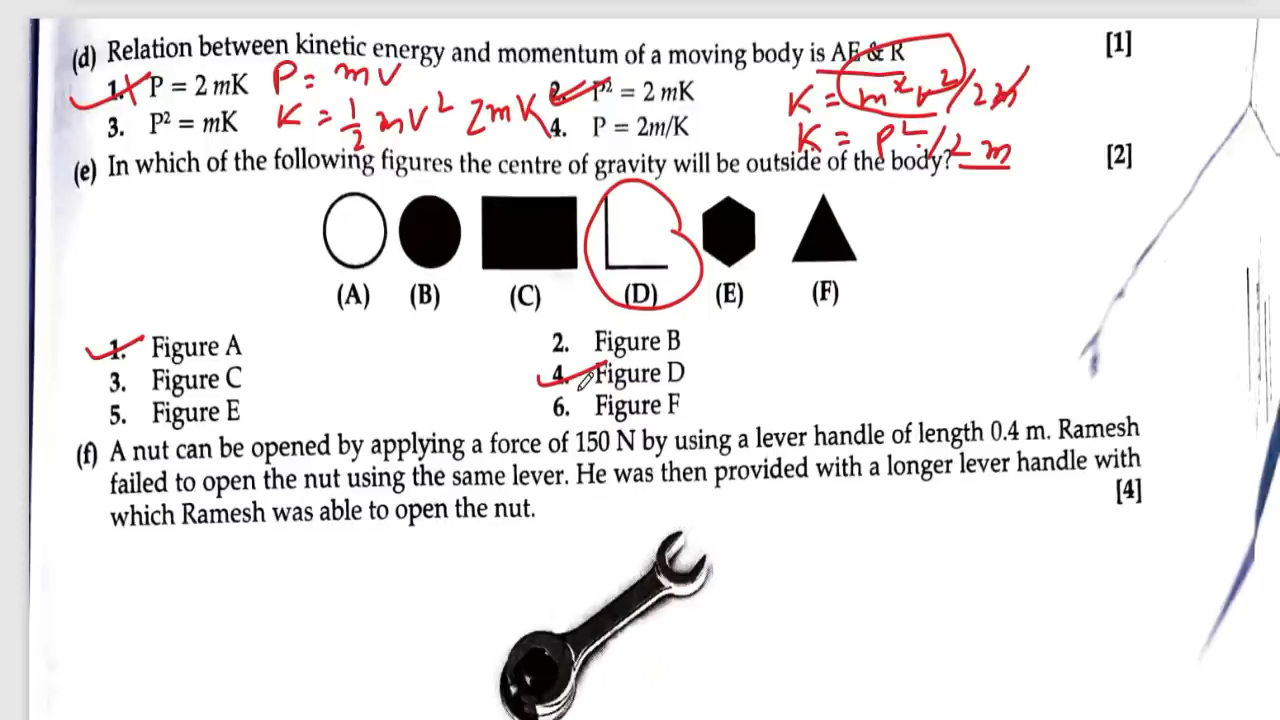 (d) Relation between kinetic energy and momentum of a moving body is AE & R [1]
1. P = 2 mK P = mv 2. P² = 2 mK K = m²v²/2m
3. P² = mK K = 1/2 mv² 2mK 4. P = 2m/K K = P²/2m
(e) In which of the following figures the centre of gravity will be outside of the body? [2]
(A) (B) (C) (D) (E) (F)
1. Figure A 2. Figure B
3. Figure C 4. Figure D
5. Figure E 6. Figure F
(f) A nut can be opened by applying a force of 150 N by using a lever handle of length 0.4 m. Ramesh
failed to open the nut using the same lever. He was then provided with a longer lever handle with
which Ramesh was able to open the nut. [4]